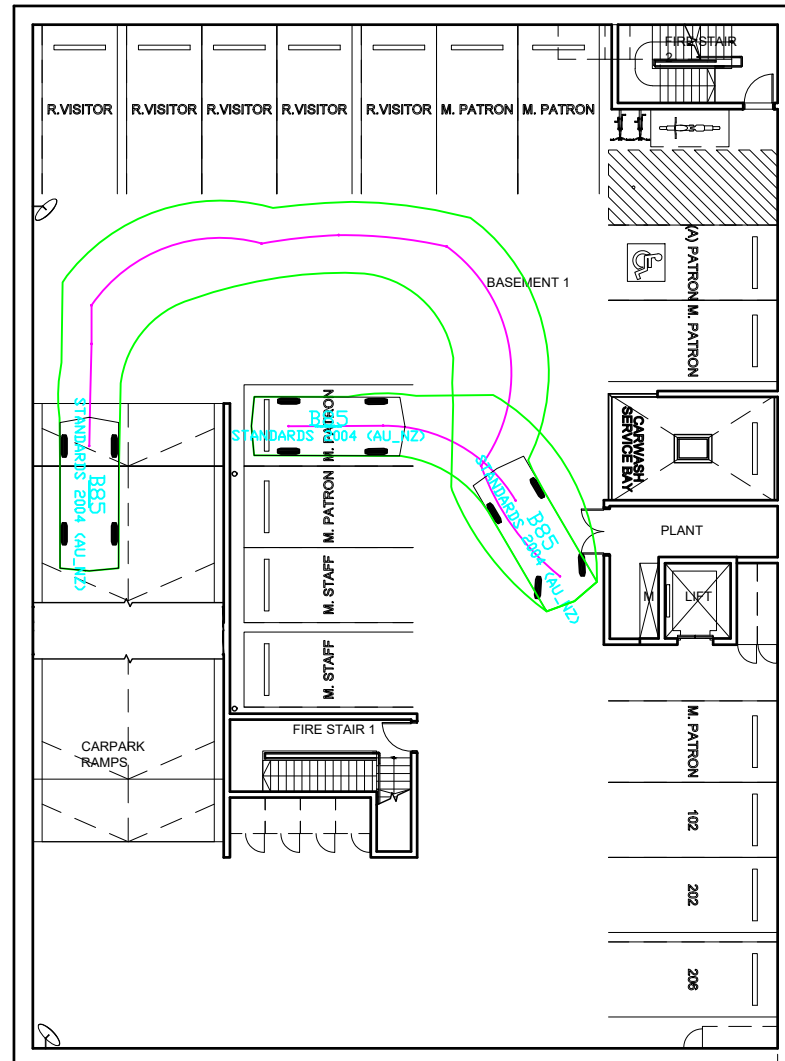 FIRE STAIR
2
R.VISITOR
R.VISITOR
R.VISITOR
R.VISITOR
R.VISITOR
M. PATRON
M. PATRON
(A) PATRON
M. PATRON
BASEMENT 1
CARWASH
SERVICE BAY
PLANT
M
LIFT
B85
STANDARDS 2004 (AU_NZ)
B85
STANDARDS 2004 (AU_NZ)
B85
STANDARDS 2004 (AU_NZ)
M. PATRON
M. PATRON
M. STAFF
M. STAFF
FIRE STAIR 1
CARPARK
RAMPS
M. PATRON
102
202
206